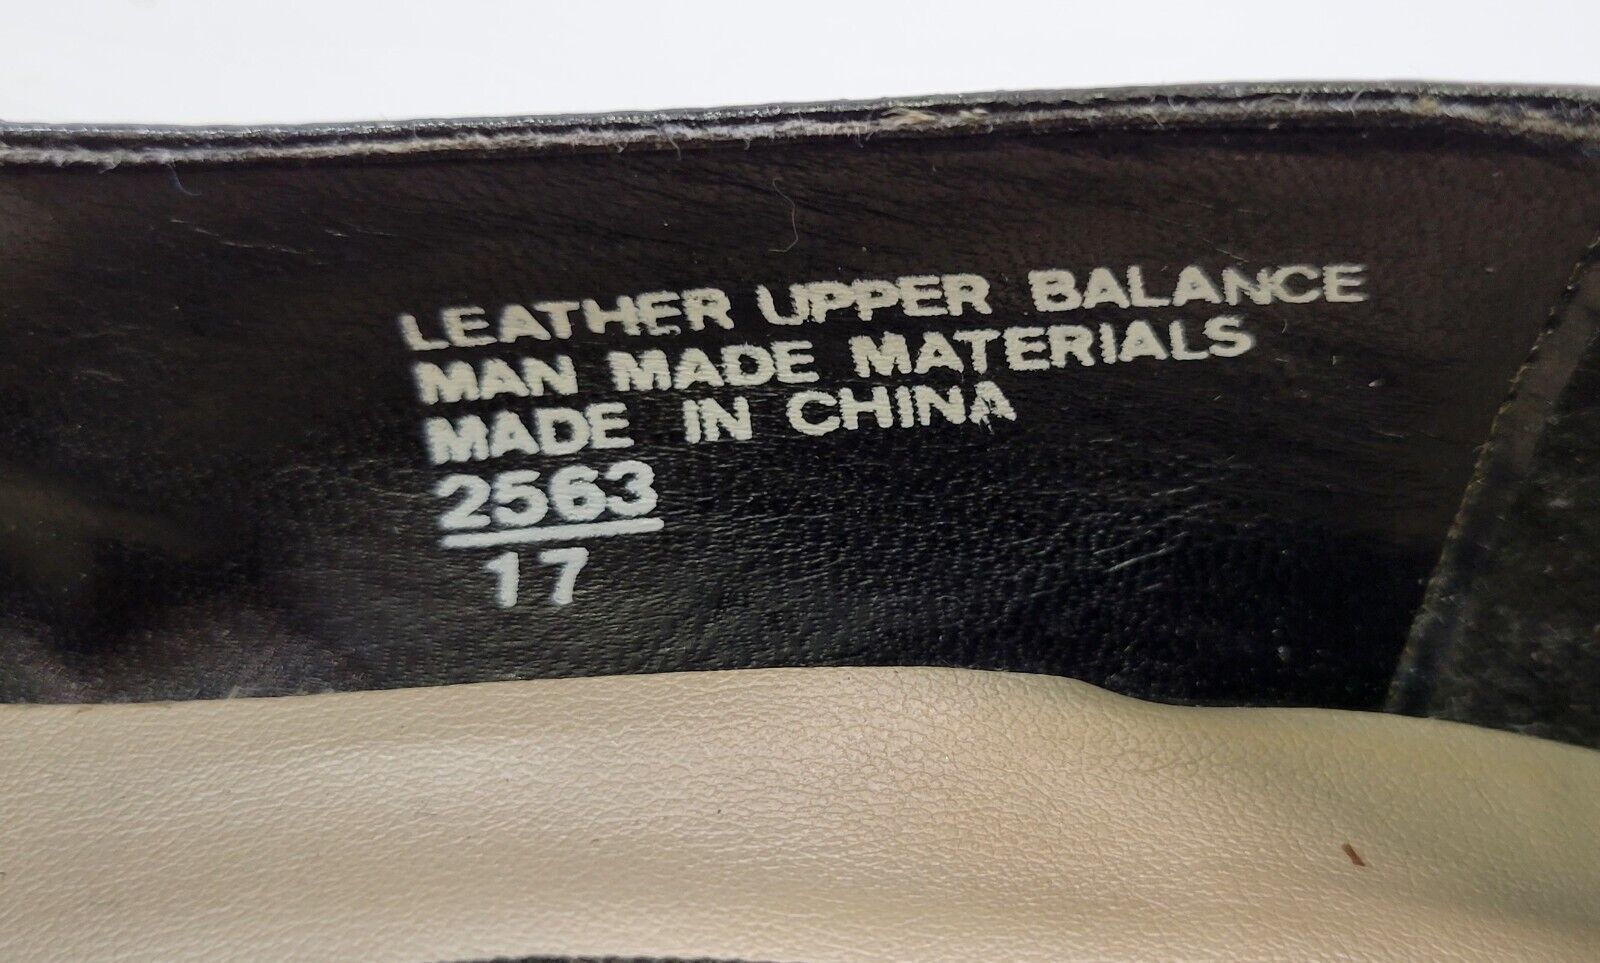 LEATHER UPPER BALANCE
MAN MADE MATERIALS
MADE IN CHINA
2563
17